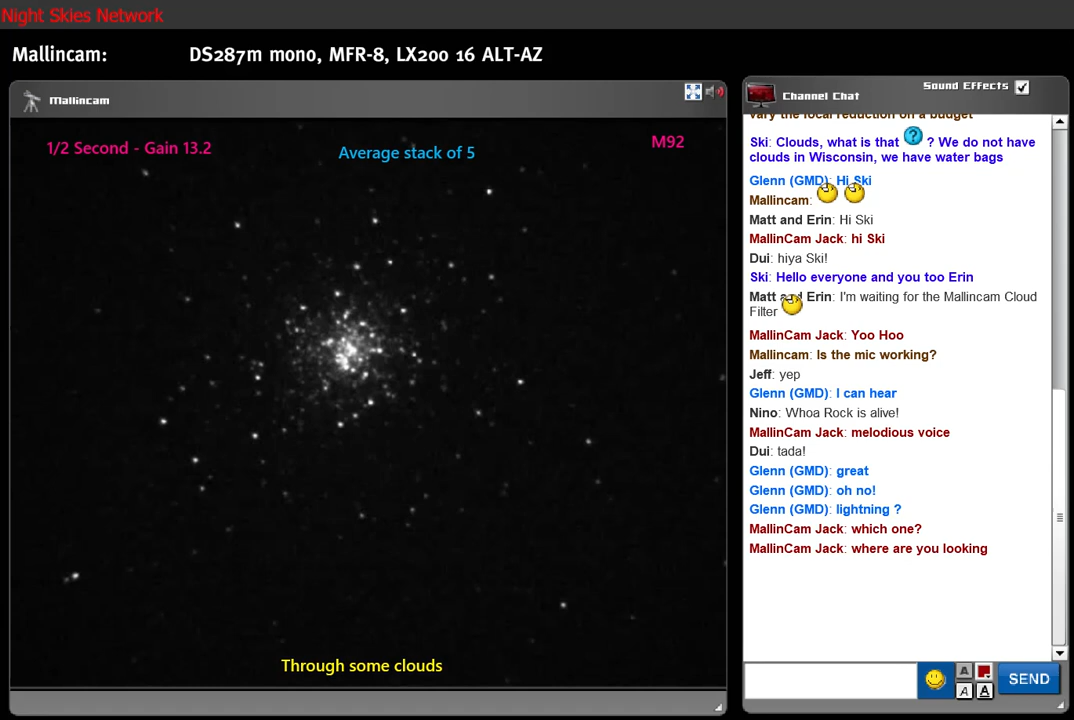 Night Skies Network
Mallincam: DS287m mono, MFR-8, LX200 16 ALT-AZ
Mallincam
1/2 Second - Gain 13.2
Average stack of 5
M92
Through some clouds
Channel Chat
Sound Effects
vary the local reduction on a budget
Ski: Clouds, what is that ? We do not have
clouds in Wisconsin, we have water bags
Glenn (GMD): Hi Ski
Mallincam:
Matt and Erin: Hi Ski
MallinCam Jack: hi Ski
Dui: hiya Ski!
Ski: Hello everyone and you too Erin
Matt and Erin: I'm waiting for the Mallincam Cloud
Filter
MallinCam Jack: Yoo Hoo
Mallincam: Is the mic working?
Jeff: yep
Glenn (GMD): I can hear
Nino: Whoa Rock is alive!
MallinCam Jack: melodious voice
Dui: tada!
Glenn (GMD): great
Glenn (GMD): oh no!
Glenn (GMD): lightning ?
MallinCam Jack: which one?
MallinCam Jack: where are you looking
A
A
A
SEND